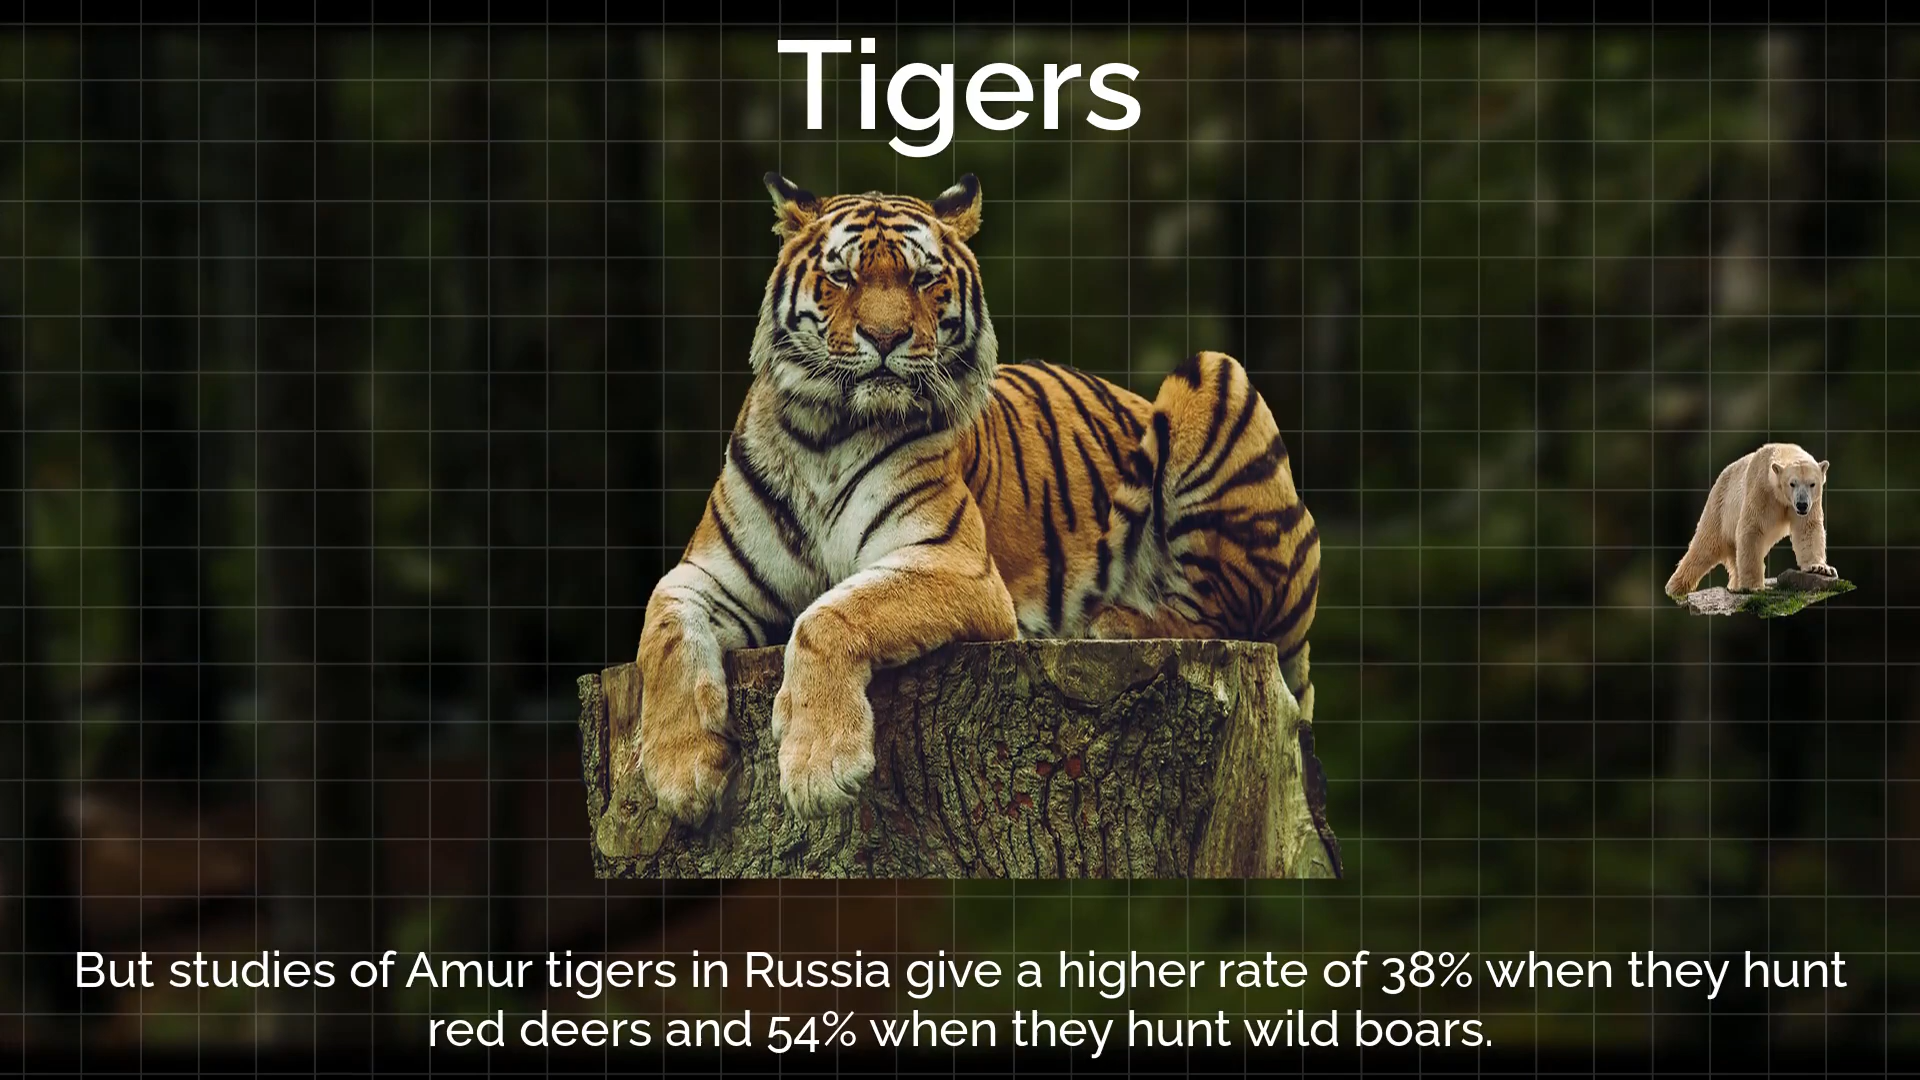 Tigers
But studies of Amur tigers in Russia give a higher rate of 38% when they hunt
red deers and 54% when they hunt wild boars.